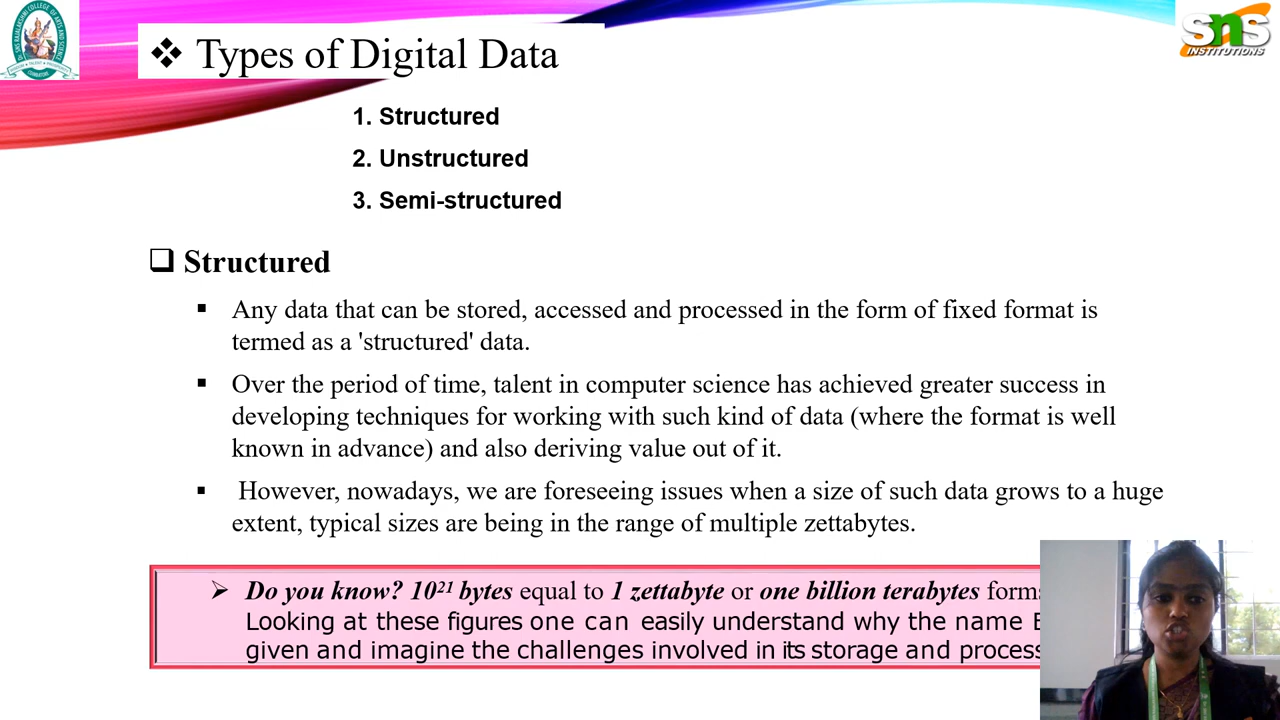 Types of Digital Data
sns
INSTITUTIONS
1. Structured
2. Unstructured
3. Semi-structured
Structured
Any data that can be stored, accessed and processed in the form of fixed format is
termed as a 'structured' data.
Over the period of time, talent in computer science has achieved greater success in
developing techniques for working with such kind of data (where the format is well
known in advance) and also deriving value out of it.
However, nowadays, we are foreseeing issues when a size of such data grows to a huge
extent, typical sizes are being in the range of multiple zettabytes.
Do you know? 10²¹ bytes equal to 1 zettabyte or one billion terabytes
Looking at these figures one can easily understand why the name
given and imagine the challenges involved in its storage and